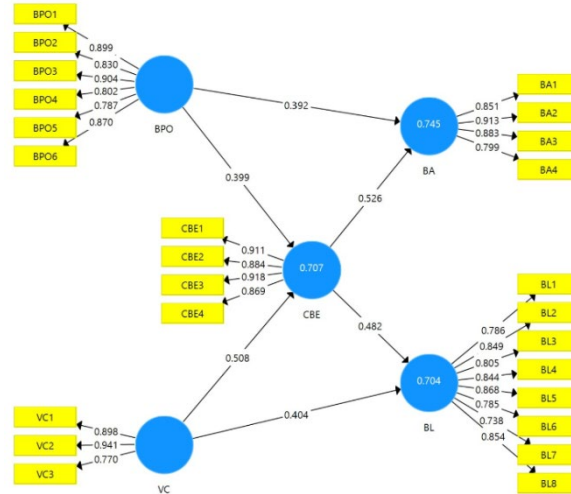 BPO1
BPO2
BPO3
BPO4
BPO5
BPO6
0.899
0.830
0.904
0.802
0.787
0.870
BPO
0.392
0.399
0.745
BA
0.851
0.913
0.883
0.799
BA1
BA2
BA3
BA4
0.526
CBE1
CBE2
CBE3
CBE4
0.911
0.884
0.918
0.869
0.707
CBE
0.482
0.508
0.404
VC1
VC2
VC3
0.898
0.941
0.770
VC
0.704
BL
0.786
0.849
0.805
0.844
0.868
0.785
0.738
0.854
BL1
BL2
BL3
BL4
BL5
BL6
BL7
BL8